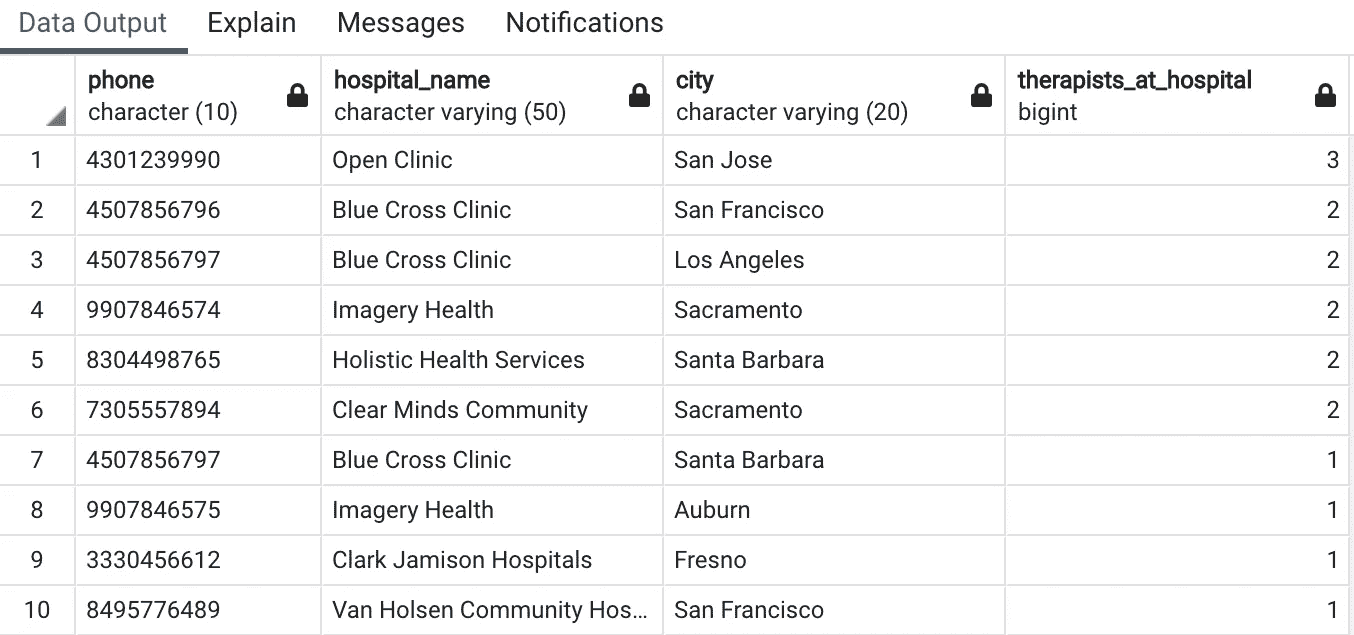 Data Output Explain Messages Notifications
phone hospital_name city therapists_at_hospital
character (10) character varying (50) character varying (20) bigint
1 4301239990 Open Clinic San Jose 3
2 4507856796 Blue Cross Clinic San Francisco 2
3 4507856797 Blue Cross Clinic Los Angeles 2
4 9907846574 Imagery Health Sacramento 2
5 8304498765 Holistic Health Services Santa Barbara 2
6 7305557894 Clear Minds Community Sacramento 2
7 4507856797 Blue Cross Clinic Santa Barbara 1
8 9907846575 Imagery Health Auburn 1
9 3330456612 Clark Jamison Hospitals Fresno 1
10 8495776489 Van Holsen Community Hos... San Francisco 1